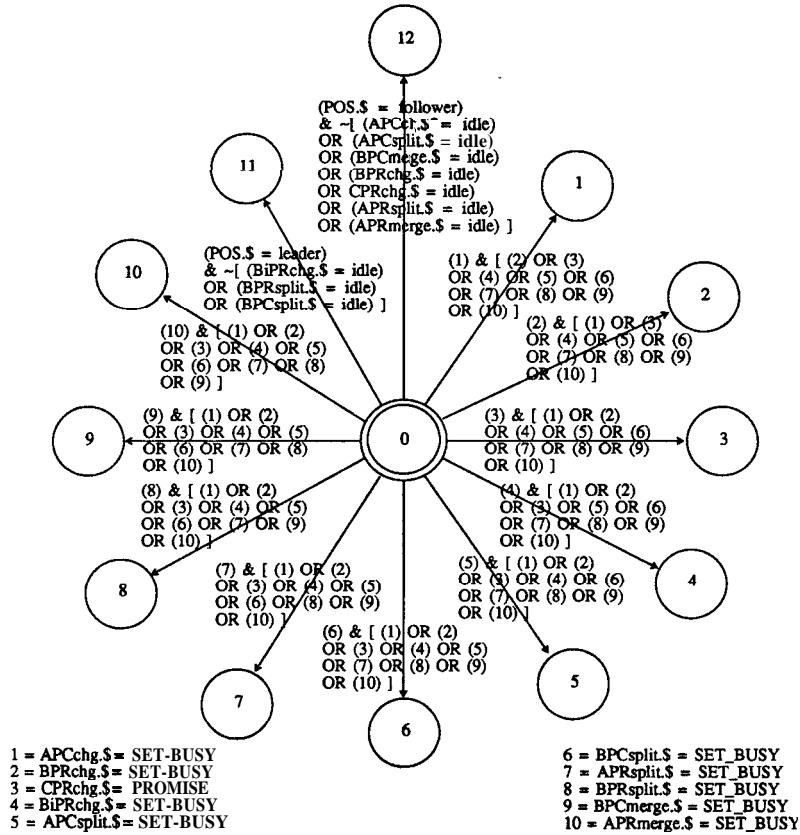 12
(POS.$ = follower)
& ~[ (APCch.$ = idle)
OR (APCsplit.$ = idle)
OR (BPCmege.$ = idle)
OR (BPRchg.$ = idle)
OR CPRchg.$ = idle)
OR (APRsplit.$ = idle)
OR (APRmerge.$ = idle) ]
11
1
(POS.$ = leader)
& ~[ (BiPRchg.$ = idle)
OR (BPRsplit.$ = idle)
OR (BPCsplit.$ = idle) ]
(1) & [ (2) OR (3)
OR (4) OR (5) OR (6)
OR (7) OR (8) OR (9)
OR (10) ]
10
2
(10) & [ (1) OR (2)
OR (3) OR (4) OR (5)
OR (6) OR (7) OR (8)
OR (9) ]
(2) & [ (1) OR (3)
OR (4) OR (5) OR (6)
OR (7) OR (8) OR (9)
OR (10) ]
9
(9) & [ (1) OR (2)
OR (3) OR (4) OR (5)
OR (6) OR (7) OR (8)
OR (10) ]
0
(3) & [ (1) OR (2)
OR (4) OR (5) OR (6)
OR (7) OR (8) OR (9)
OR (10) ]
3
(8) & [ (1) OR (2)
OR (3) OR (4) OR (5)
OR (6) OR (7) OR (9)
OR (10) ]
(4) & [ (1) OR (2)
OR (3) OR (5) OR (6)
OR (7) OR (8) OR (9)
OR (10) ]
8
4
(7) & [ (1) OR (2)
OR (3) OR (4) OR (5)
OR (6) OR (8) OR (9)
OR (10) ]
(5) & [ (1) OR (2)
OR (3) OR (4) OR (6)
OR (7) OR (8) OR (9)
OR (10) ]
(6) & [ (1) OR (2)
OR (3) OR (4) OR (5)
OR (7) OR (8) OR (9)
OR (10) ]
7
6
5
1 = APCchg.$= SET-BUSY
2 = BPRchg.$= SET-BUSY
3 = CPRchg.$= PROMISE
4 = BiPRchg.$= SET-BUSY
5 = APCsplit.$= SET-BUSY
6 = BPCsplit.$ = SET_BUSY
7 = APRsplit.$ = SET_BUSY
8 = BPRsplit.$ = SET_BUSY
9 = BPCmerge.$ = SET_BUSY
10 = APRmerge.$ = SET_BUSY